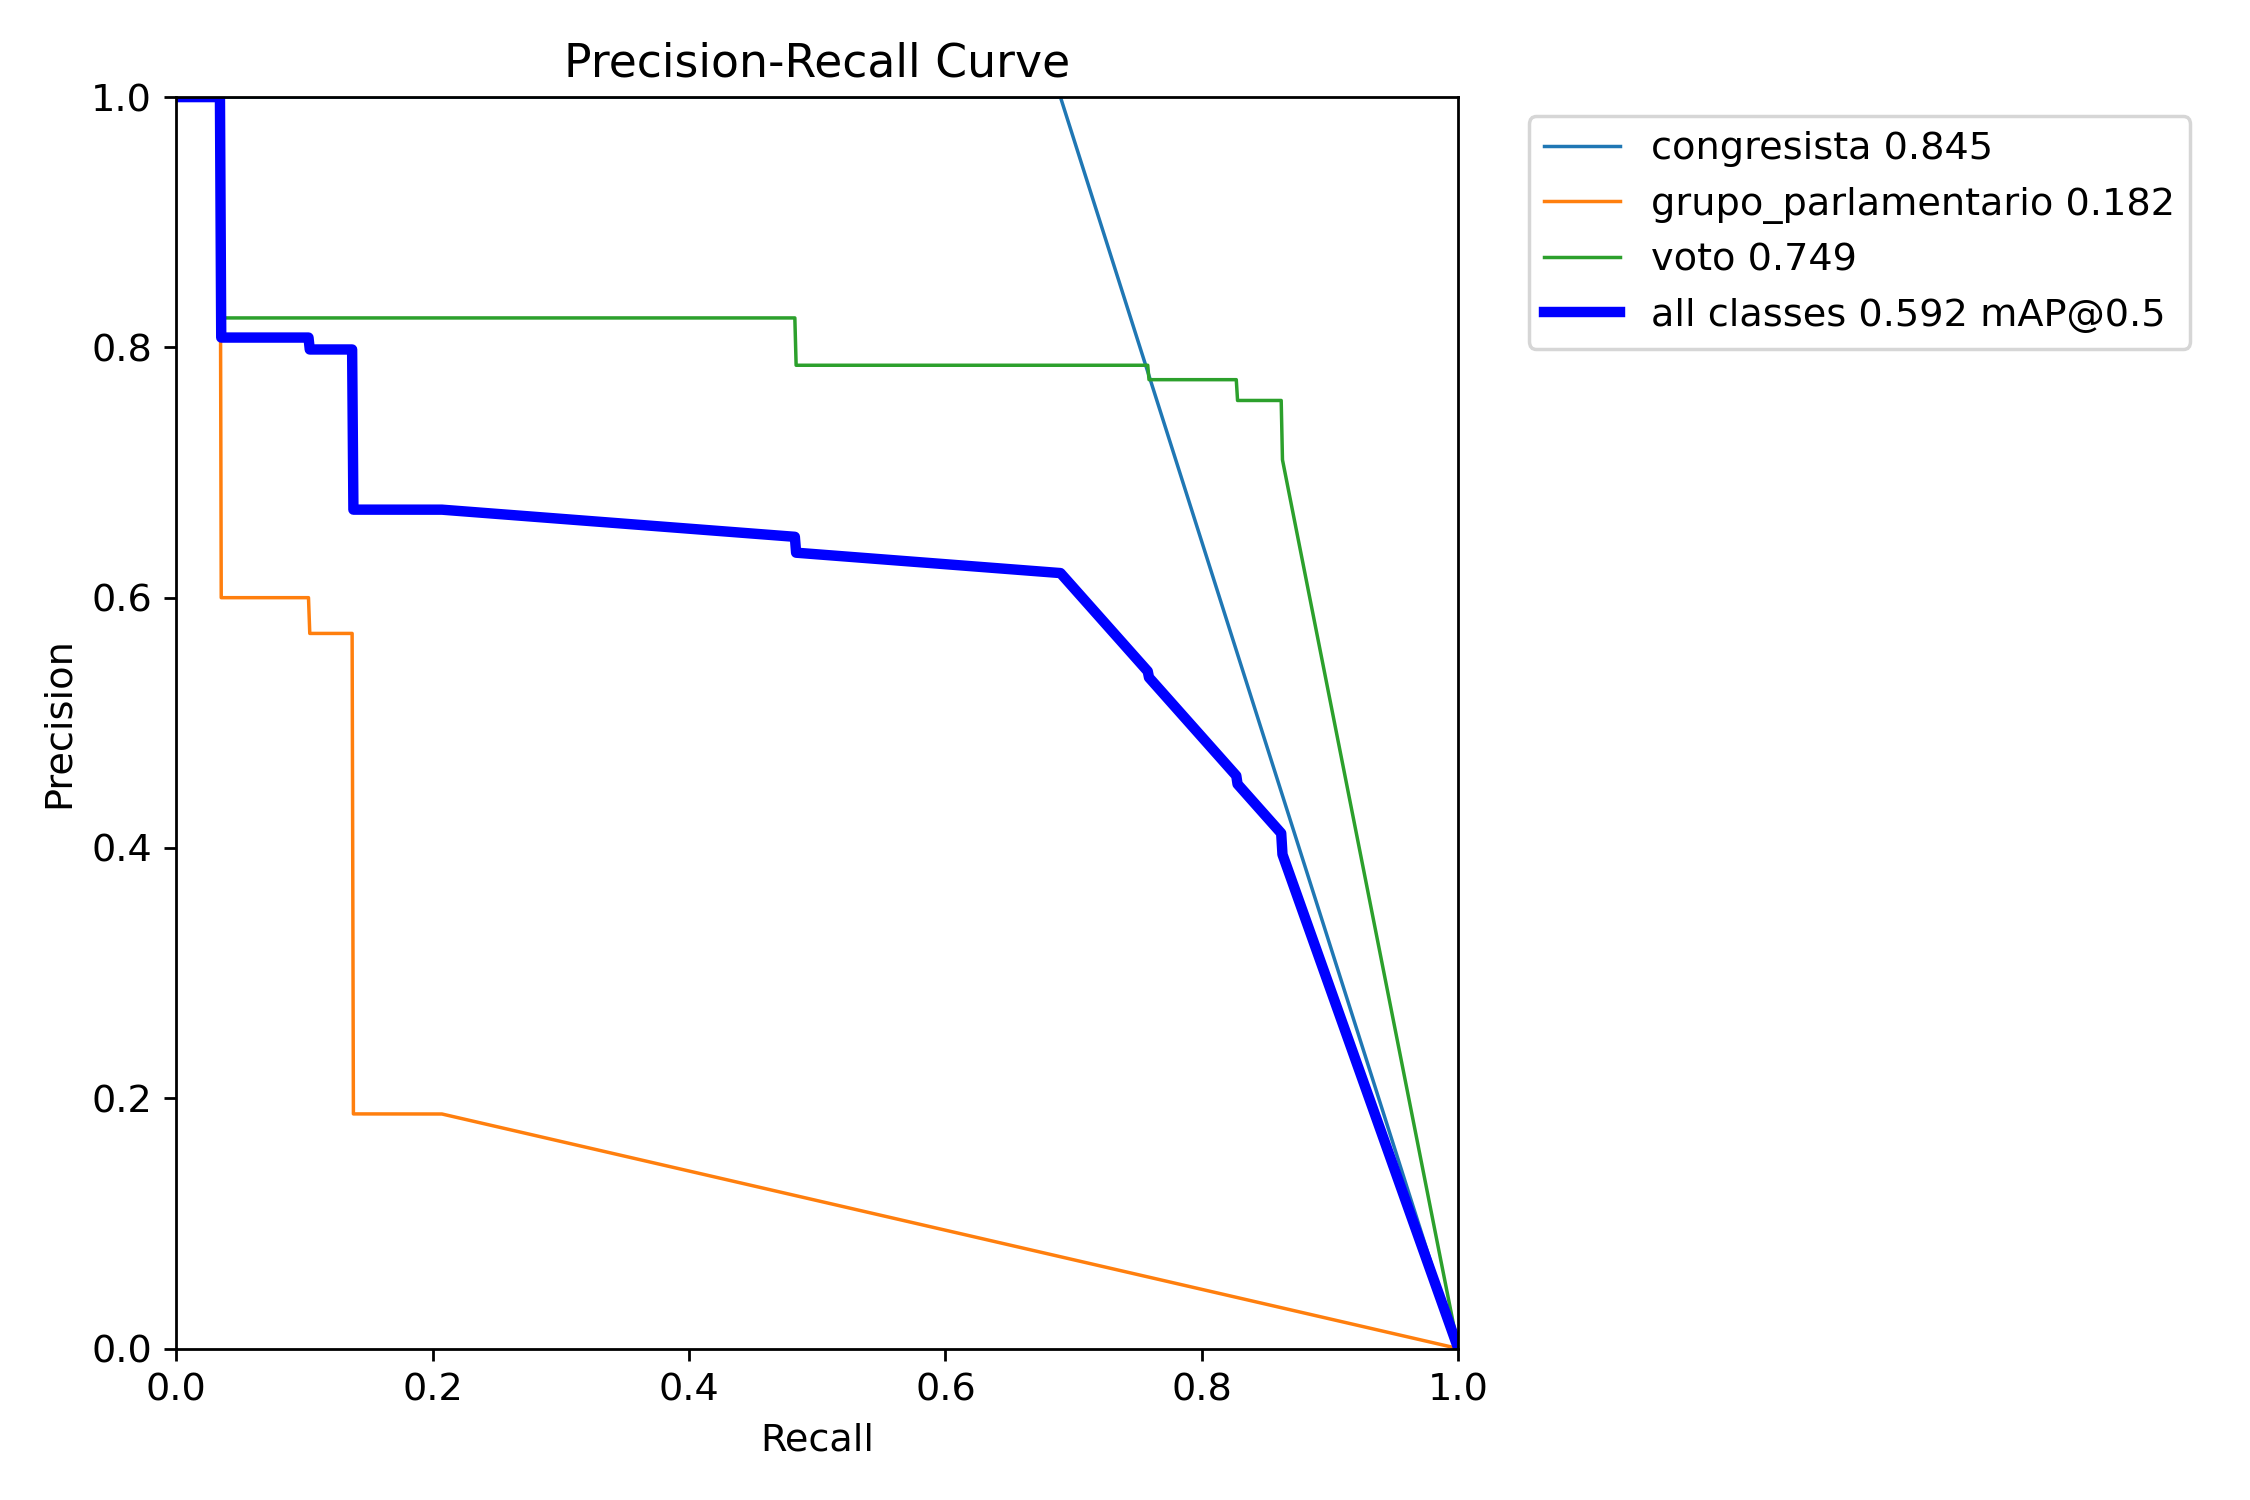 Precision-Recall Curve
congresista 0.845
grupo_parlamentario 0.182
voto 0.749
all classes 0.592 mAP@0.5
1.0
0.8
0.6
0.4
0.2
0.0
Precision
0.0 0.2 0.4 0.6 0.8 1.0
Recall